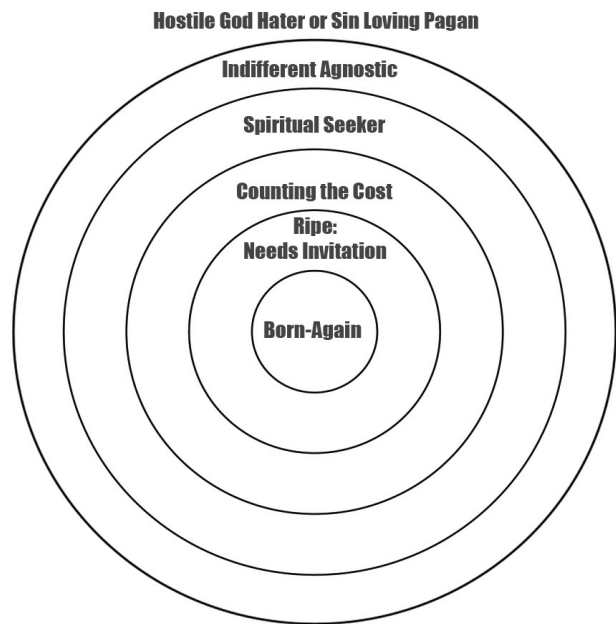 Hostile God Hater or Sin Loving Pagan
Indifferent Agnostic
Spiritual Seeker
Counting the Cost
Ripe:
Needs Invitation
Born-Again